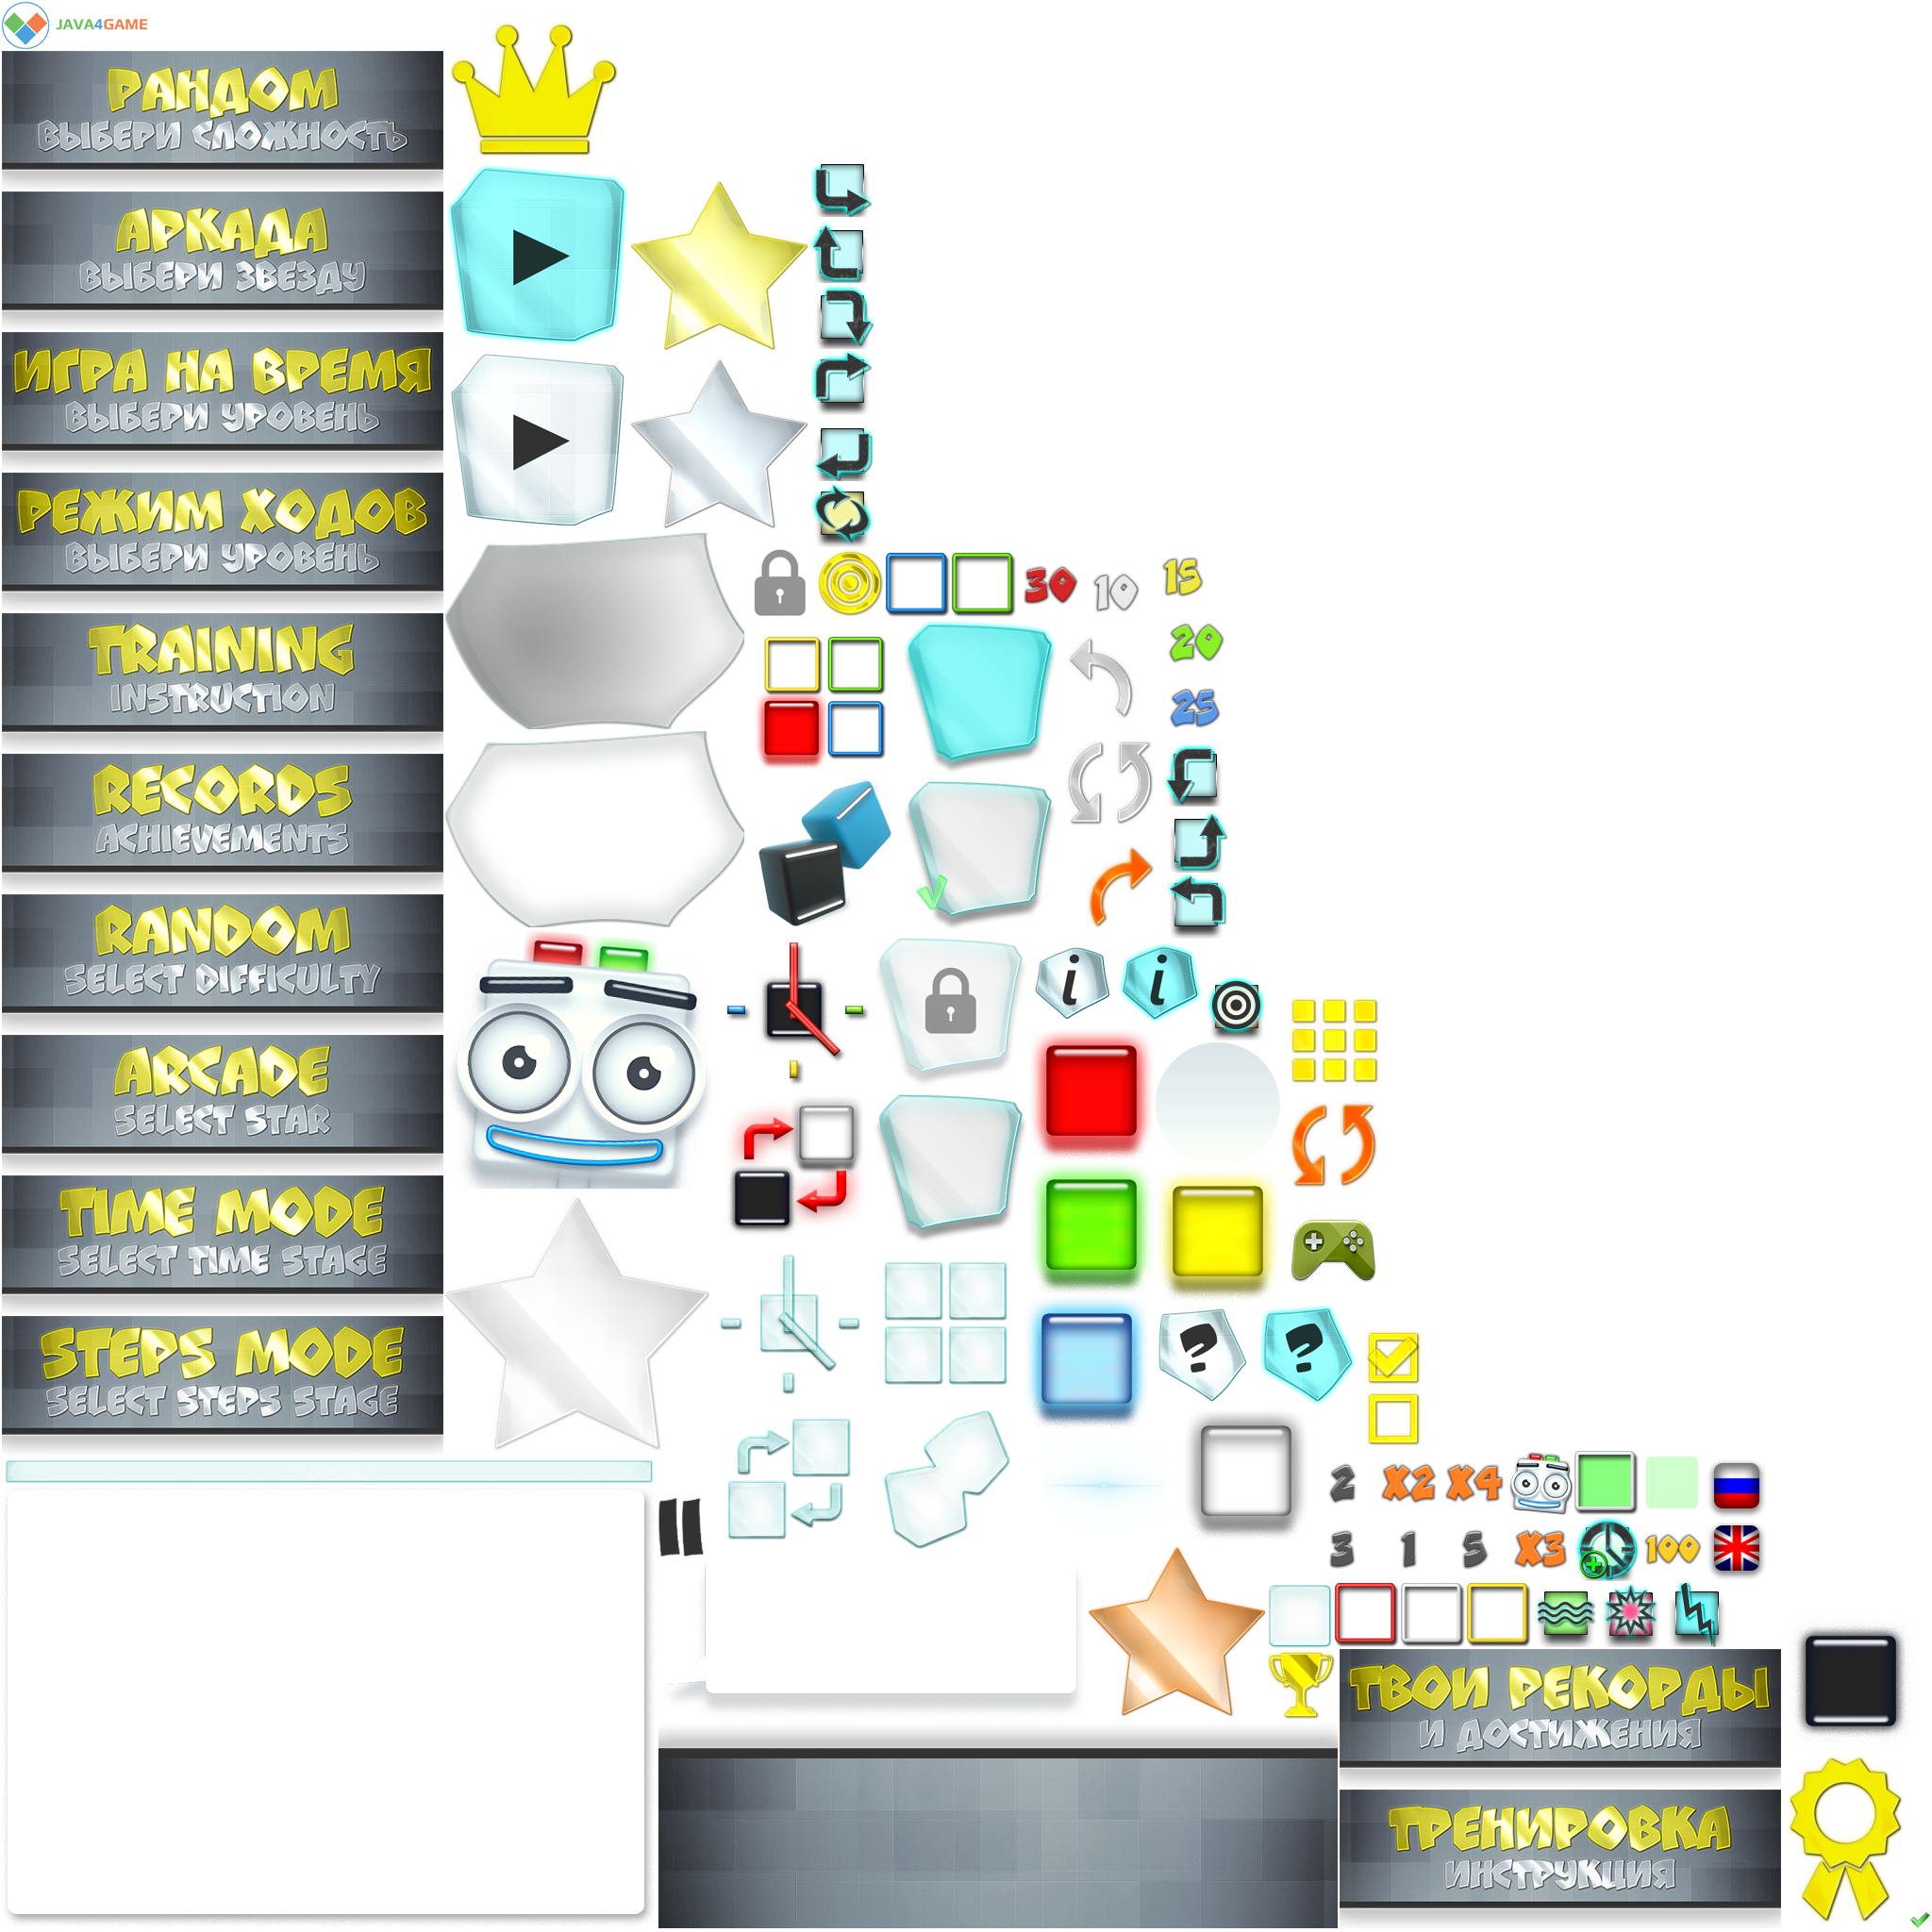 JAVA4GAME
РАНДОМ
ВЫБЕРИ СЛОЖНОСТЬ
АРКАДА
ВЫБЕРИ ЗВЕЗДУ
ИГРА НА ВРЕМЯ
ВЫБЕРИ УРОВЕНЬ
РЕЖИМ ХОДОВ
ВЫБЕРИ УРОВЕНЬ
TRAINING
INSTRUCTION
RECORDS
ACHIEVEMENTS
RANDOM
SELECT DIFFICULTY
ARCADE
SELECT STAR
TIME MODE
SELECT TIME STAGE
STEPS MODE
SELECT STEPS STAGE
30 10 15
20
25
i i
? ?
2 X2 X4
3 1 5 X3 100
ТВОИ РЕКОРДЫ
И ДОСТИЖЕНИЯ
ТРЕНИРОВКА
ИНСТРУКЦИЯ